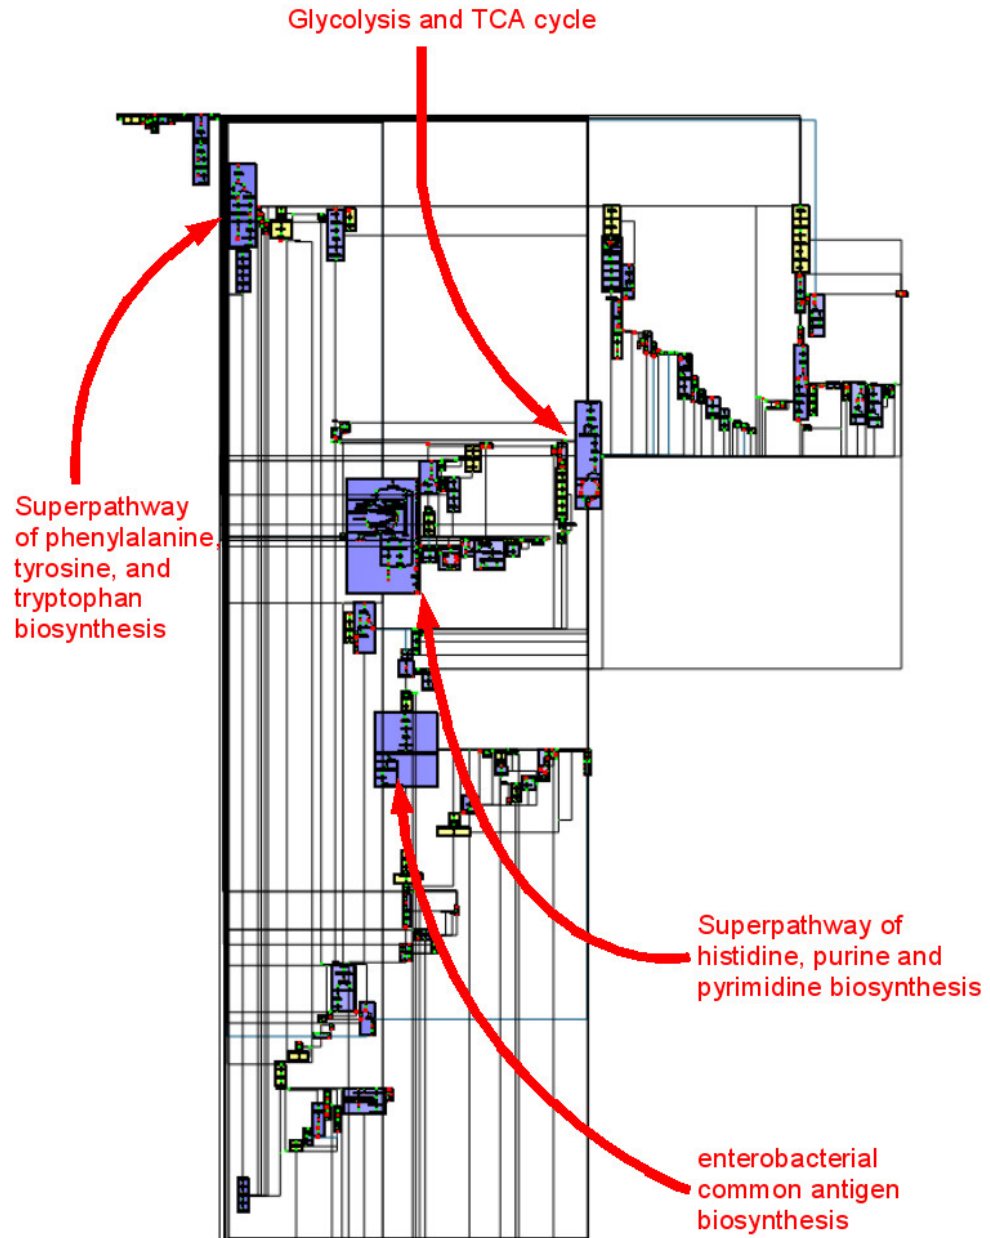 Glycolysis and TCA cycle
Superpathway
of phenylalanine,
tyrosine, and
tryptophan
biosynthesis
Superpathway of
histidine, purine and
pyrimidine biosynthesis
enterobacterial
common antigen
biosynthesis